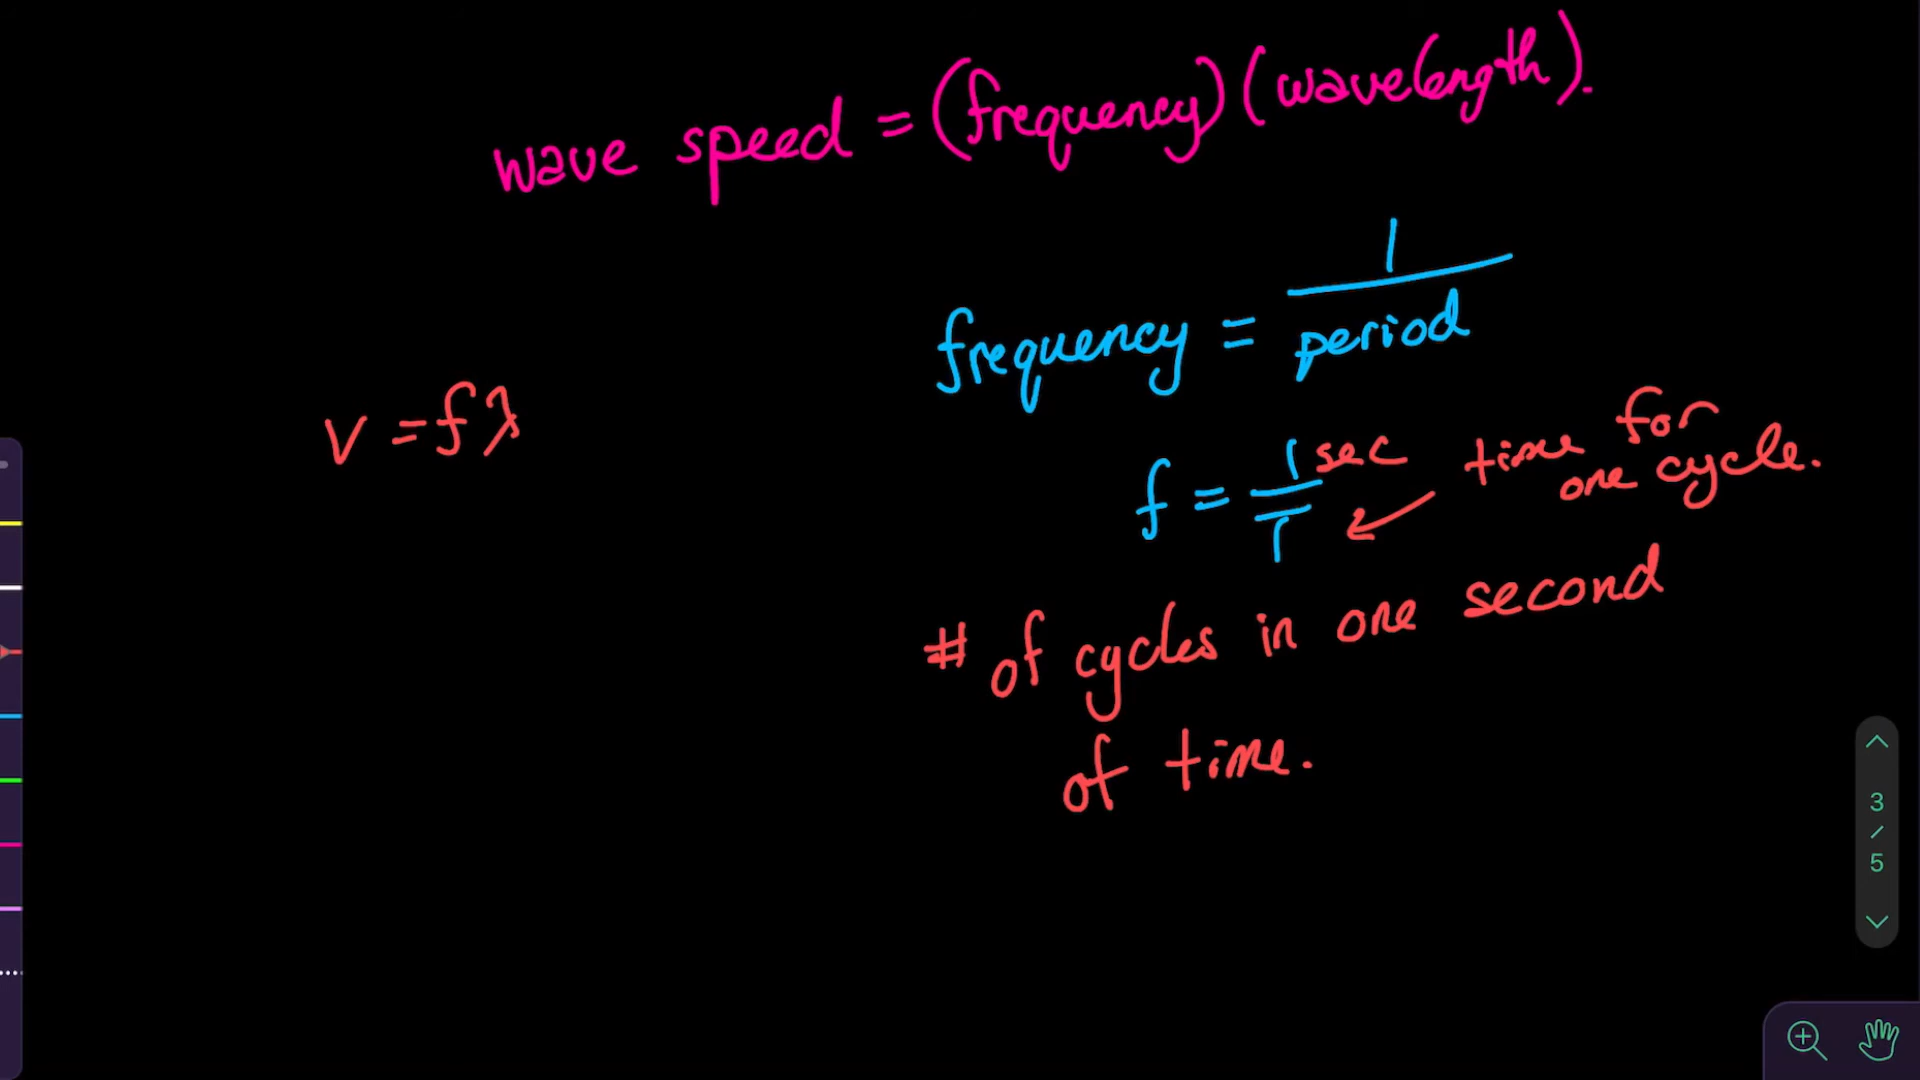 wave speed = (frequency)(wavelength).
frequency = 1 / period
v = fλ
f = 1 sec / T
time for
one cycle.
# of cycles in one second
of time.
3
/
5